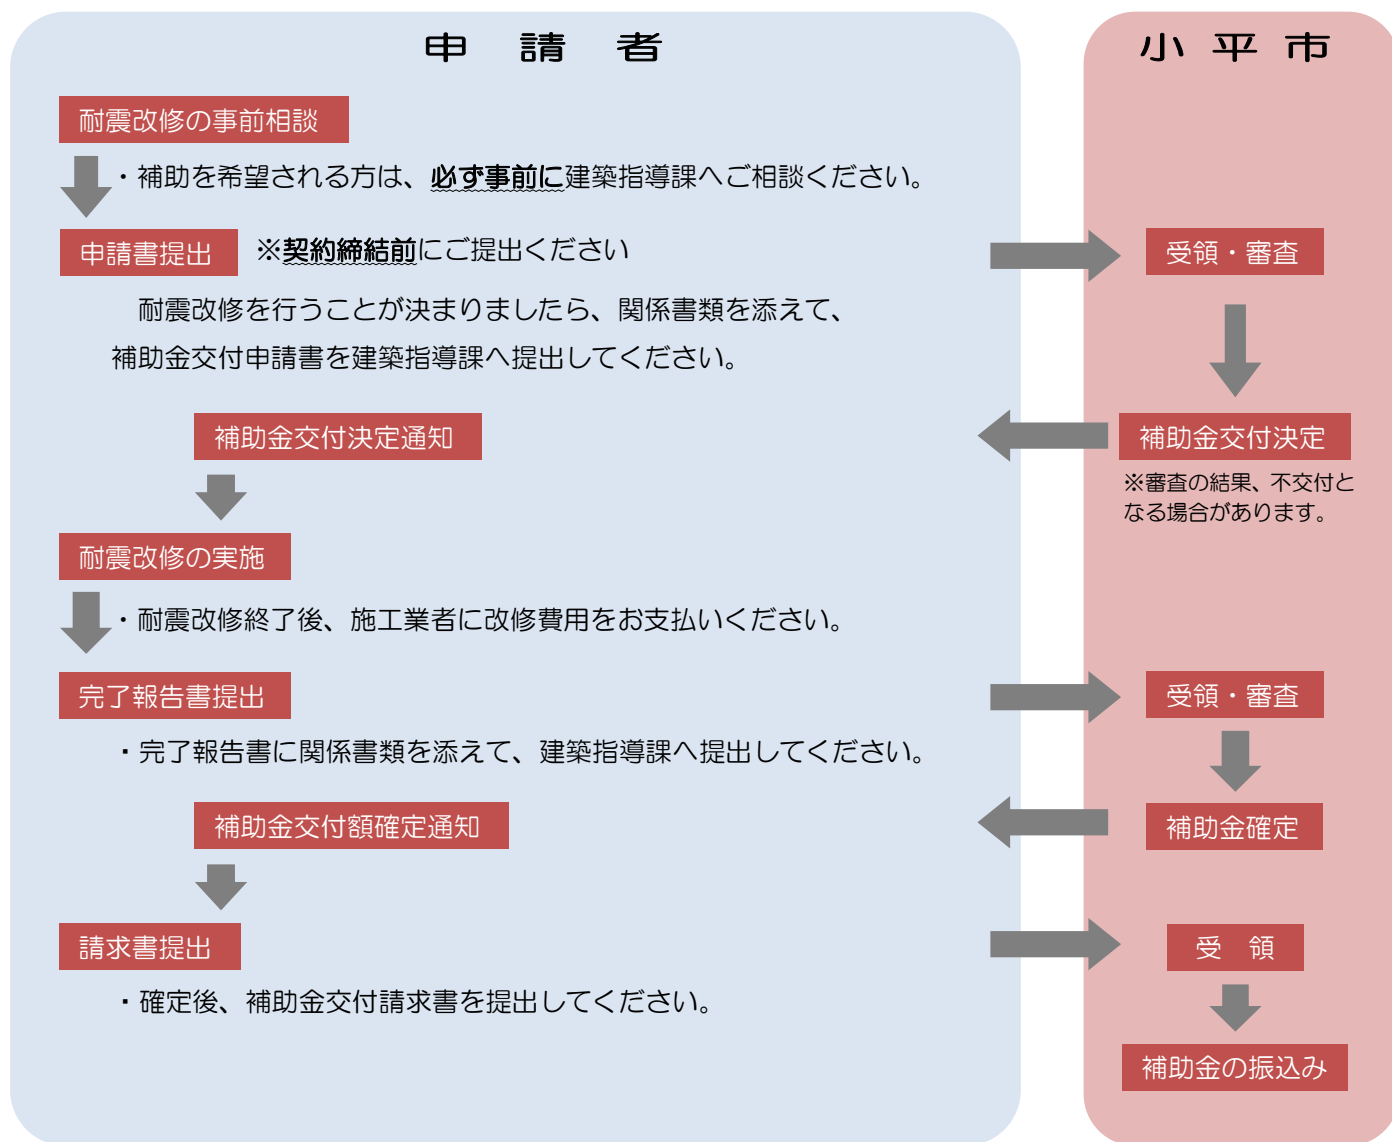 申　請　者
小 平 市
耐震改修の事前相談
・補助を希望される方は、必ず事前に建築指導課へご相談ください。
申請書提出
※契約締結前にご提出ください
受領・審査
耐震改修を行うことが決まりましたら、関係書類を添えて、
補助金交付申請書を建築指導課へ提出してください。
補助金交付決定通知
補助金交付決定
※審査の結果、不交付と
なる場合があります。
耐震改修の実施
・耐震改修終了後、施工業者に改修費用をお支払いください。
完了報告書提出
受領・審査
・完了報告書に関係書類を添えて、建築指導課へ提出してください。
補助金交付額確定通知
補助金確定
請求書提出
受　領
・確定後、補助金交付請求書を提出してください。
補助金の振込み